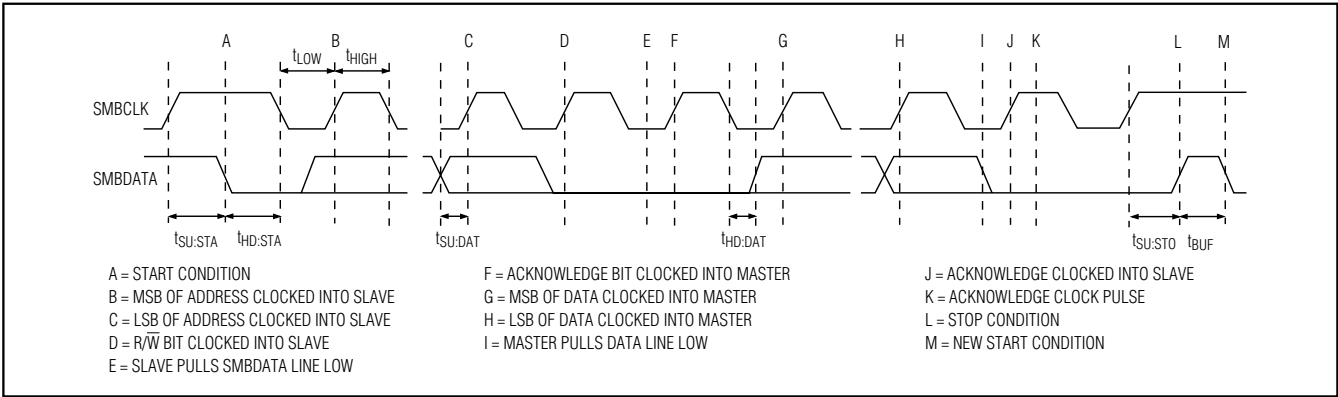 A B C D E F G H I J K L M
tLOW tHIGH
SMBCLK
SMBDATA
tSU:STA tHD:STA tSU:DAT tHD:DAT tSU:STO tBUF
A = START CONDITION
B = MSB OF ADDRESS CLOCKED INTO SLAVE
C = LSB OF ADDRESS CLOCKED INTO SLAVE
D = R/W̅ BIT CLOCKED INTO SLAVE
E = SLAVE PULLS SMBDATA LINE LOW
F = ACKNOWLEDGE BIT CLOCKED INTO MASTER
G = MSB OF DATA CLOCKED INTO MASTER
H = LSB OF DATA CLOCKED INTO MASTER
I = MASTER PULLS DATA LINE LOW
J = ACKNOWLEDGE CLOCKED INTO SLAVE
K = ACKNOWLEDGE CLOCK PULSE
L = STOP CONDITION
M = NEW START CONDITION